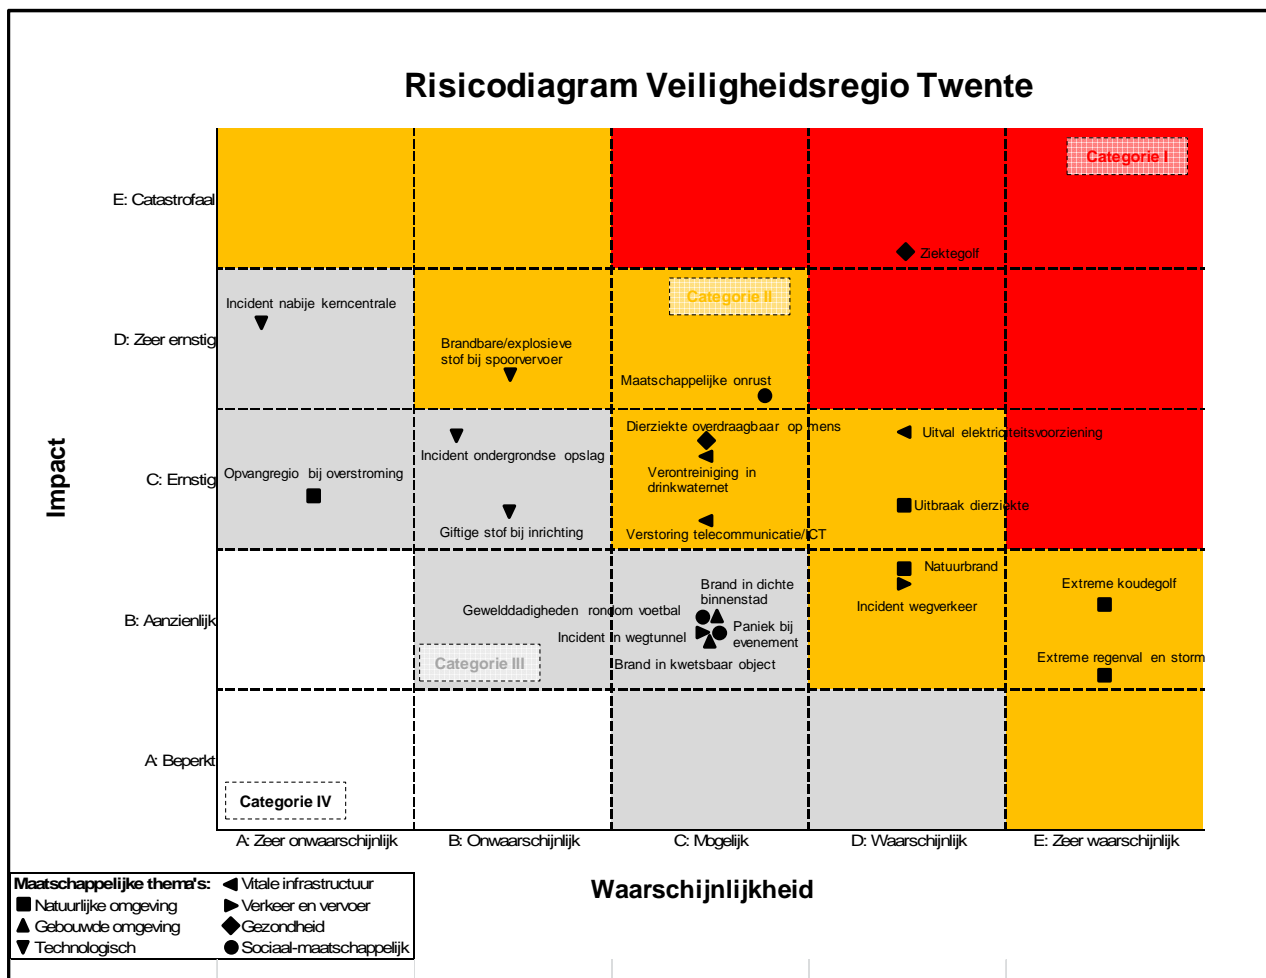 Risicodiagram Veiligheidsregio Twente
Categorie I
E: Catastrofaal
Ziektegolf
Categorie II
Incident nabije kerncentrale
D: Zeer ernstig
Brandbare/explosieve
stof bij spoorvervoer
Maatschappelijke onrust
Dierziekte overdraagbaar op mens
Uitval elektriciteitsvoorziening
Incident ondergrondse opslag
Opvangregio bij overstroming
Verontreiniging in
drinkwaternet
C: Ernstig
Uitbraak dierziekte
Giftige stof bij inrichting
Verstoring telecommunicatie/ICT
Impact
Natuurbrand
Brand in dichte
binnenstad
Extreme koudegolf
Gewelddadigheden rondom voetbal
Incident wegverkeer
B: Aanzienlijk
Paniek bij
evenement
Incident in wegtunnel
Brand in kwetsbaar object
Categorie III
Extreme regenval en storm
A: Beperkt
Categorie IV
A: Zeer onwaarschijnlijk
B: Onwaarschijnlijk
C: Mogelijk
D: Waarschijnlijk
E: Zeer waarschijnlijk
Waarschijnlijkheid
Maatschappelijke thema's:
Natuurlijke omgeving
Gebouwde omgeving
Technologisch
Vitale infrastructuur
Verkeer en vervoer
Gezondheid
Sociaal-maatschappelijk